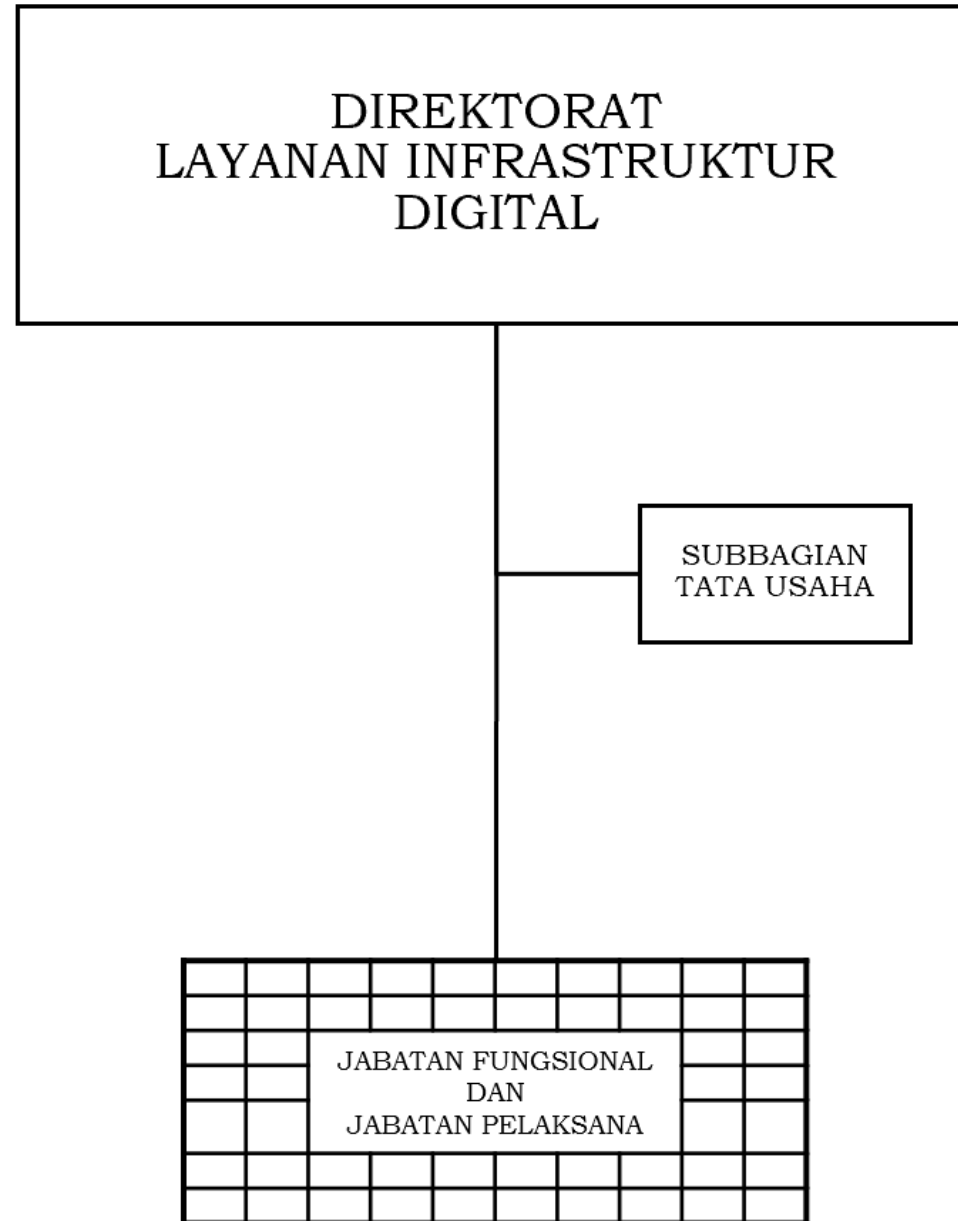 DIREKTORAT
LAYANAN INFRASTRUKTUR
DIGITAL
SUBBAGIAN
TATA USAHA
JABATAN FUNGSIONAL
DAN
JABATAN PELAKSANA